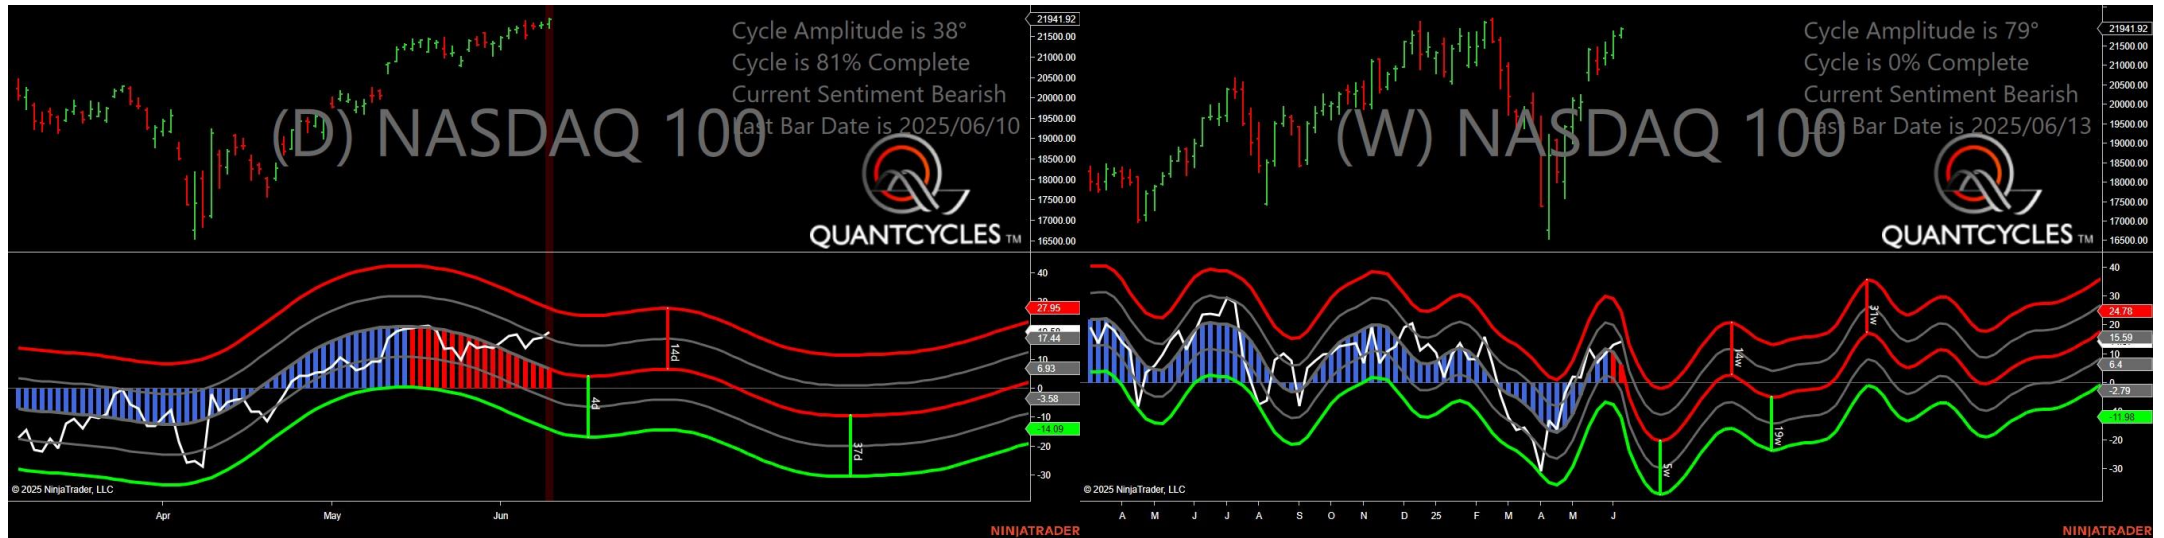 Cycle Amplitude is 38°
Cycle is 81% Complete
Current Sentiment Bearish
Last Bar Date is 2025/06/10
(D) NASDAQ 100
QUANTCYCLES TM
21941.92
21500.00
21000.00
20500.00
20000.00
19500.00
19000.00
18500.00
18000.00
17500.00
17000.00
16500.00
40
27.95
17.44
10
6.93
0
-3.58
-10
-14.09
-20
-30
14d
4d
37d
© 2025 NinjaTrader, LLC
Apr
May
Jun
NINJATRADER
Cycle Amplitude is 79°
Cycle is 0% Complete
Current Sentiment Bearish
Last Bar Date is 2025/06/13
(W) NASDAQ 100
QUANTCYCLES TM
21941.92
21500.00
21000.00
20500.00
20000.00
19500.00
19000.00
18500.00
18000.00
17500.00
17000.00
16500.00
40
30
24.78
20
15.59
10
6.4
0
-2.79
-11.98
-20
-30
5w
14w
19w
31w
© 2025 NinjaTrader, LLC
A M J J A S O N D 25 F M A M J
NINJATRADER